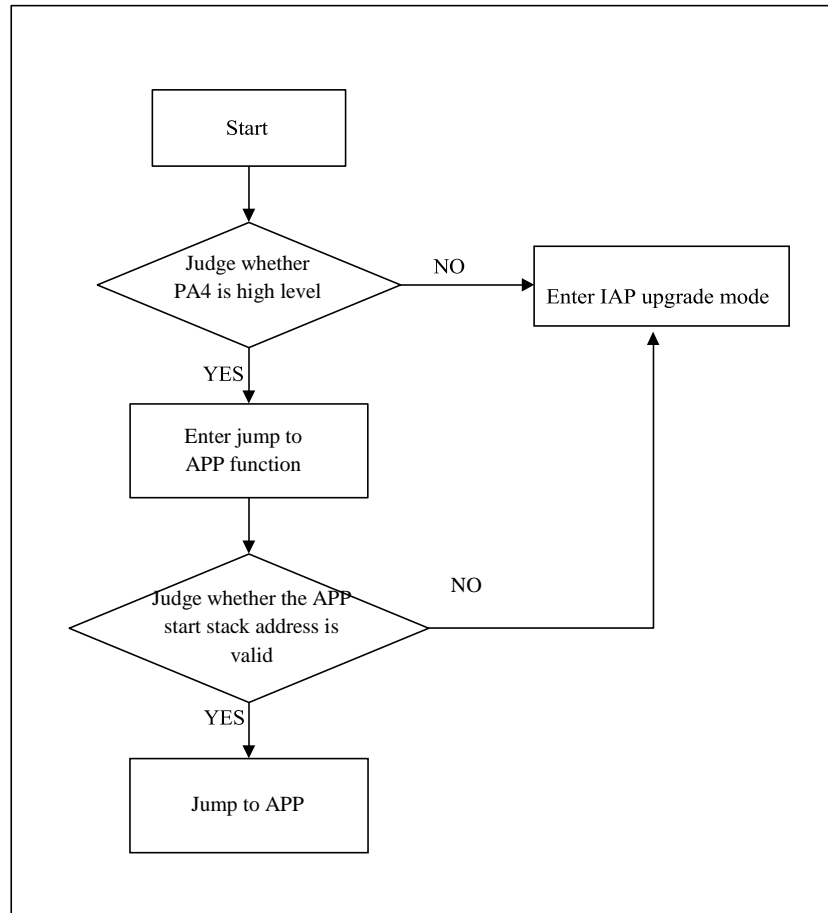 Start
Judge whether
PA4 is high level
NO
Enter IAP upgrade mode
YES
Enter jump to
APP function
Judge whether the APP
start stack address is
valid
NO
YES
Jump to APP